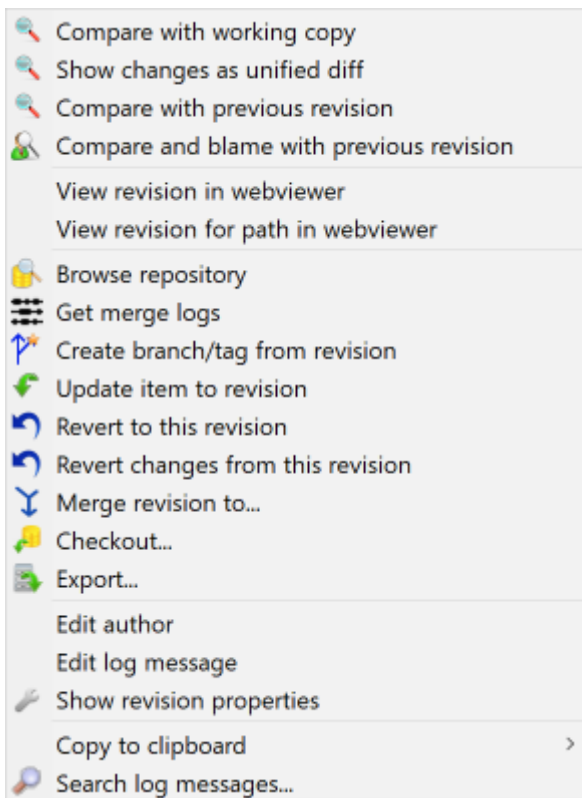 Compare with working copy
Show changes as unified diff
Compare with previous revision
Compare and blame with previous revision
View revision in webviewer
View revision for path in webviewer
Browse repository
Get merge logs
Create branch/tag from revision
Update item to revision
Revert to this revision
Revert changes from this revision
Merge revision to...
Checkout...
Export...
Edit author
Edit log message
Show revision properties
Copy to clipboard
Search log messages...